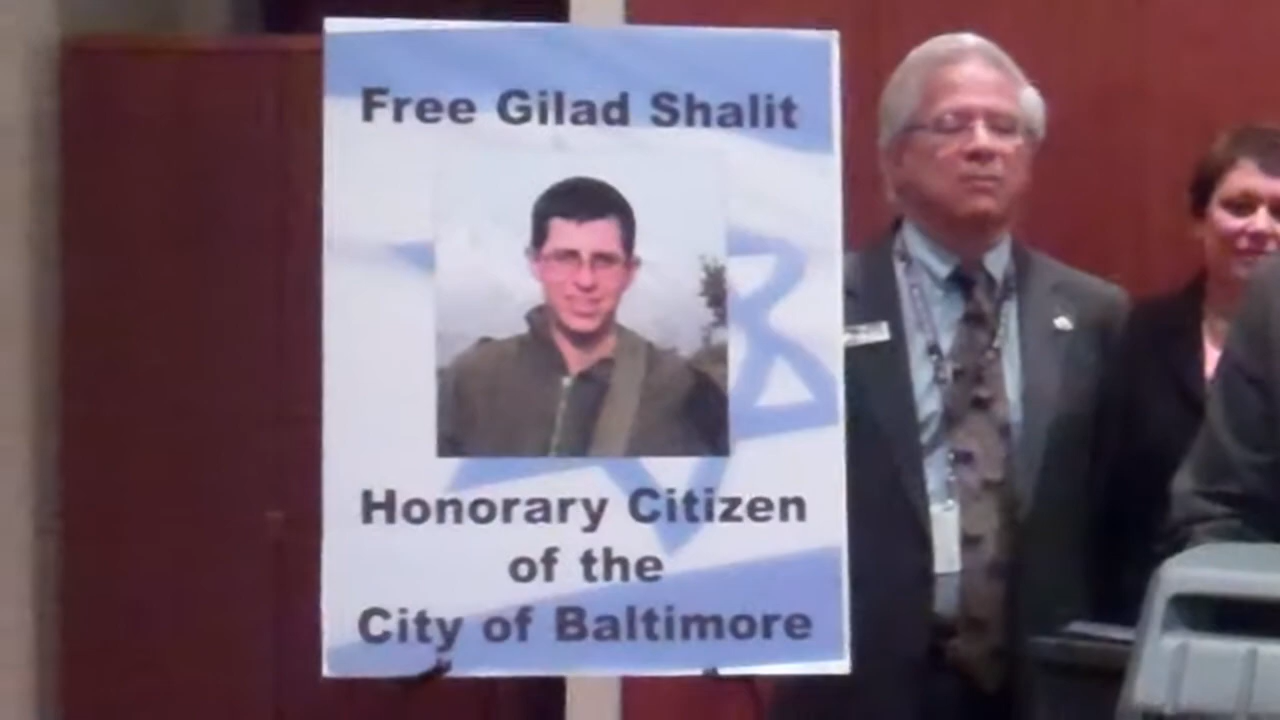 Free Gilad Shalit
Honorary Citizen
of the
City of Baltimore